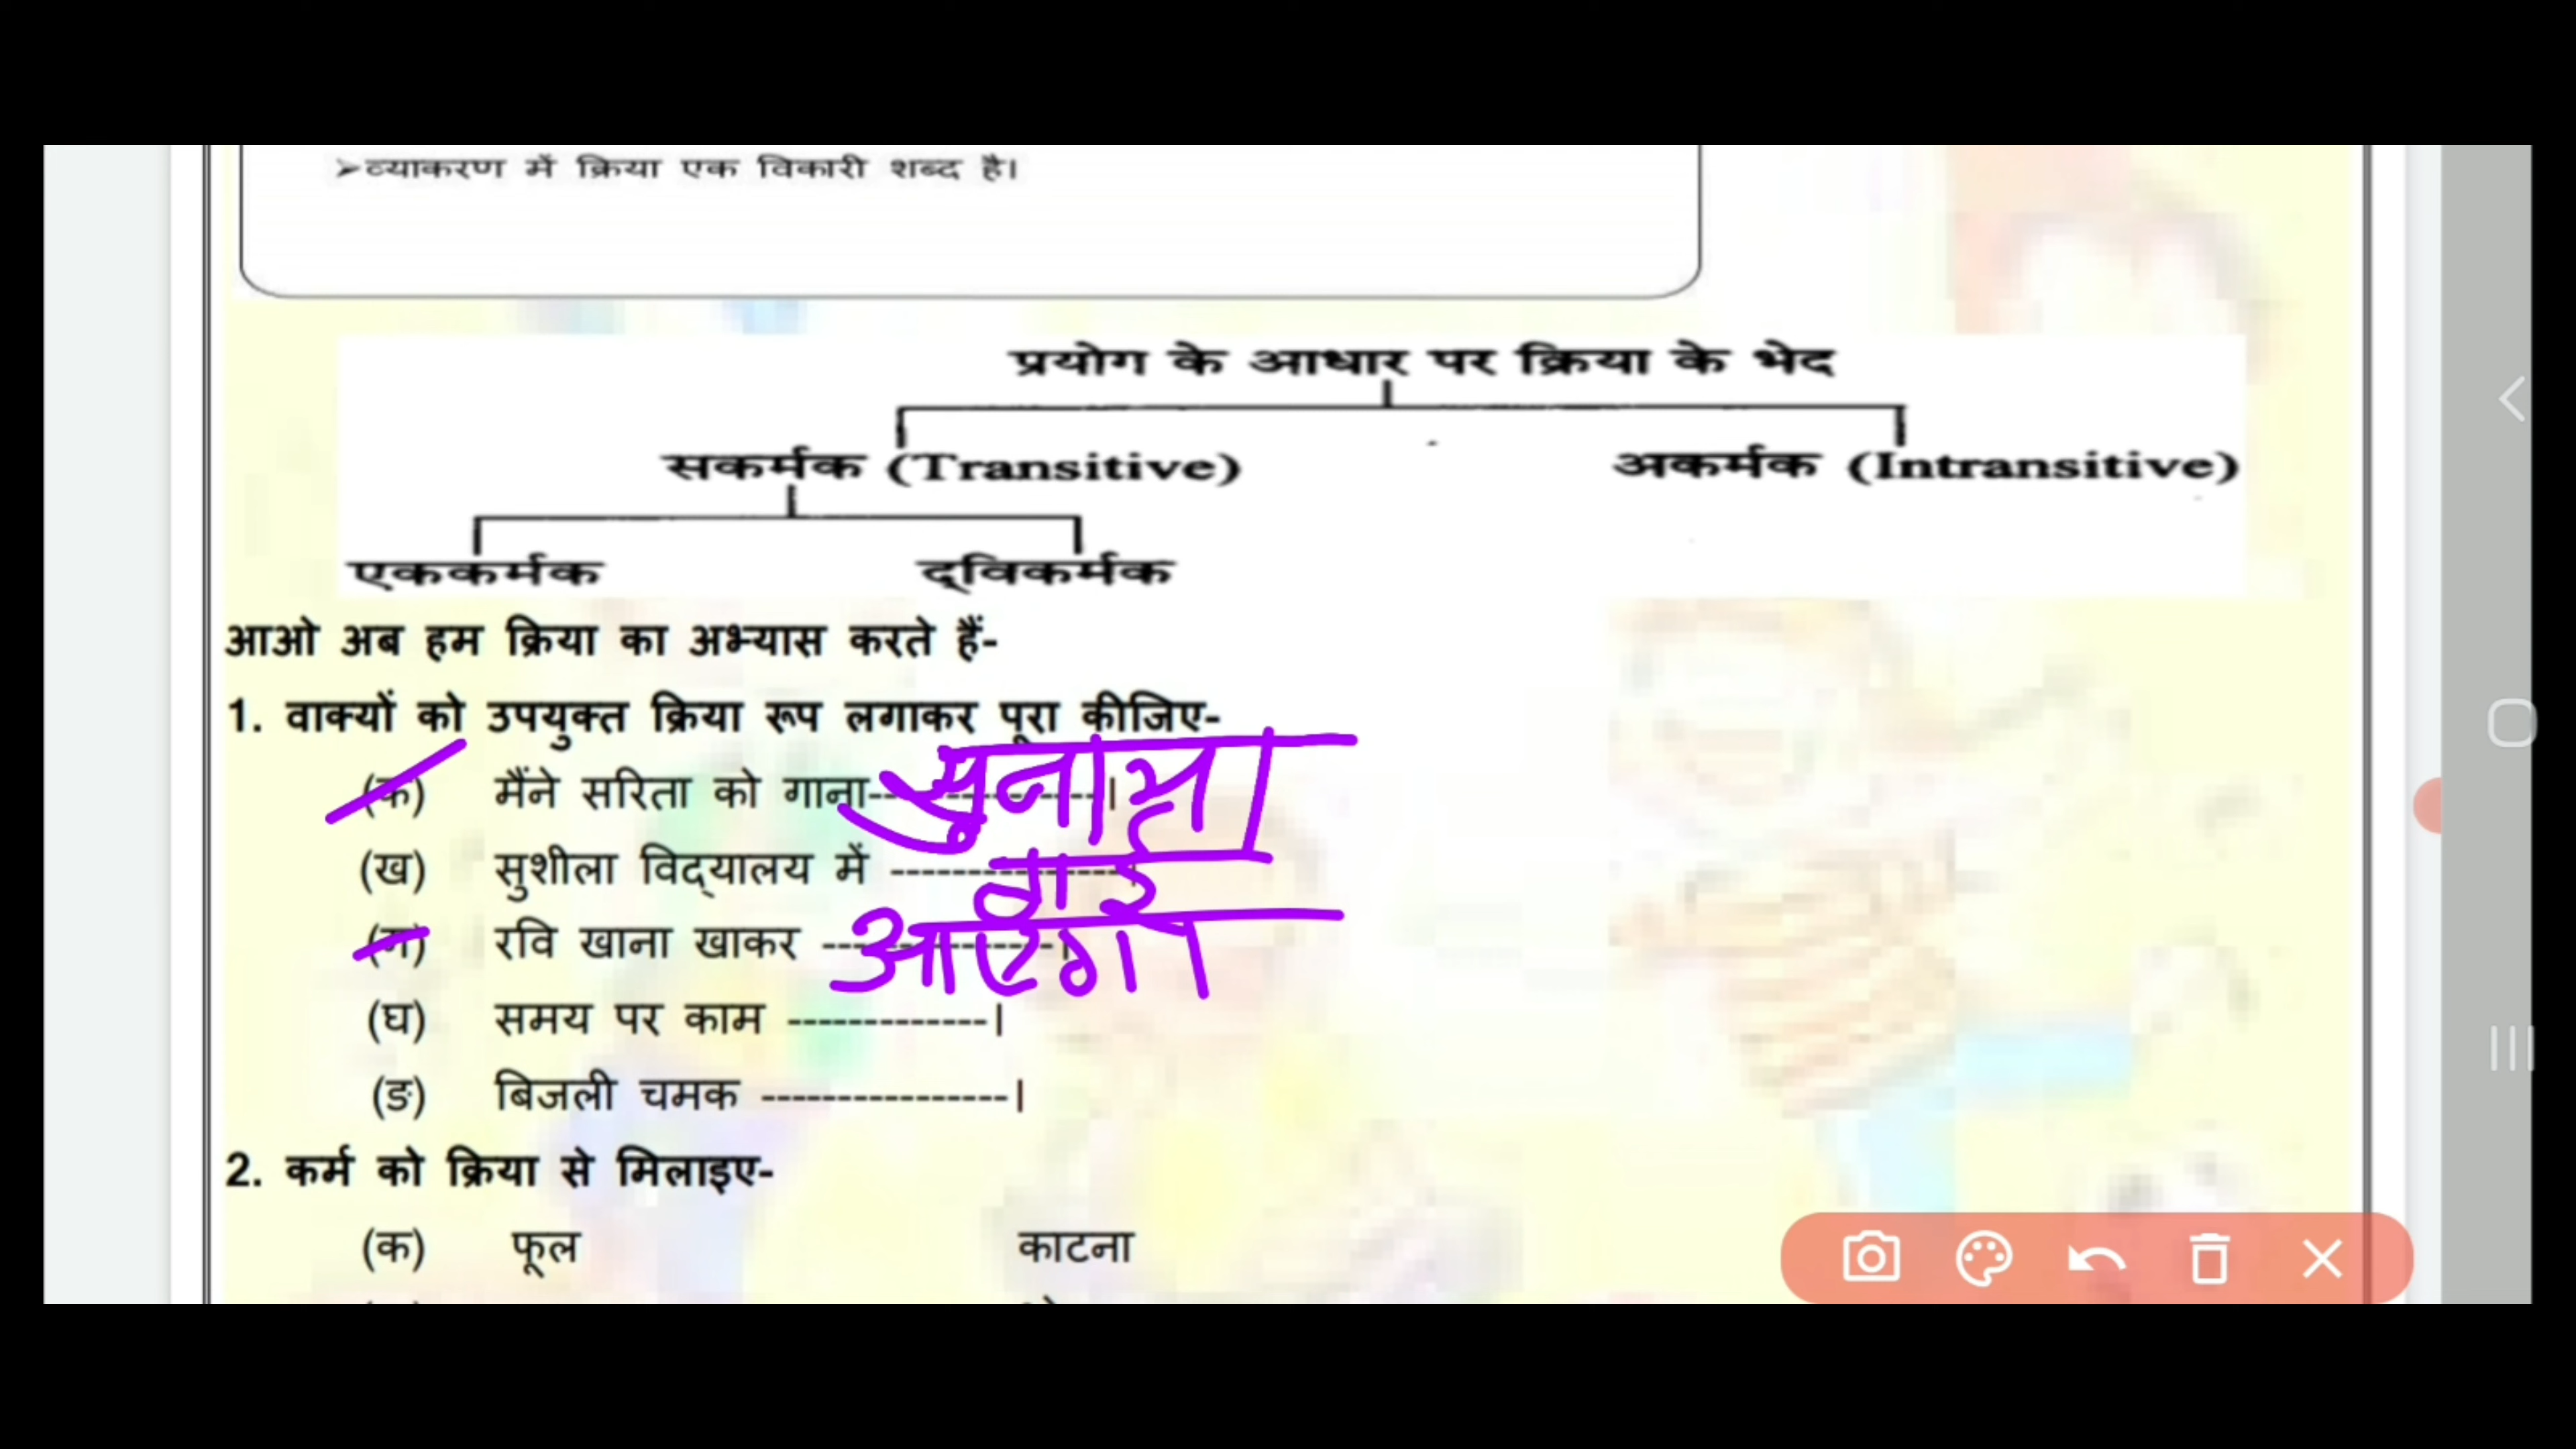 ➢व्याकरण में क्रिया एक विकारी शब्द है।
प्रयोग के आधार पर क्रिया के भेद
सकर्मक (Transitive) अकर्मक (Intransitive)
एककर्मक द्विकर्मक
आओ अब हम क्रिया का अभ्यास करते हैं-
1. वाक्यों को उपयुक्त क्रिया रूप लगाकर पूरा कीजिए-
(क) मैंने सरिता को गाना----------------। सुनाया।
(ख) सुशीला विद्यालय में ----------------।
(ग) रवि खाना खाकर ---------------। आएगा
(घ) समय पर काम -------------।
(ङ) बिजली चमक ----------------।
2. कर्म को क्रिया से मिलाइए-
(क) फूल काटना